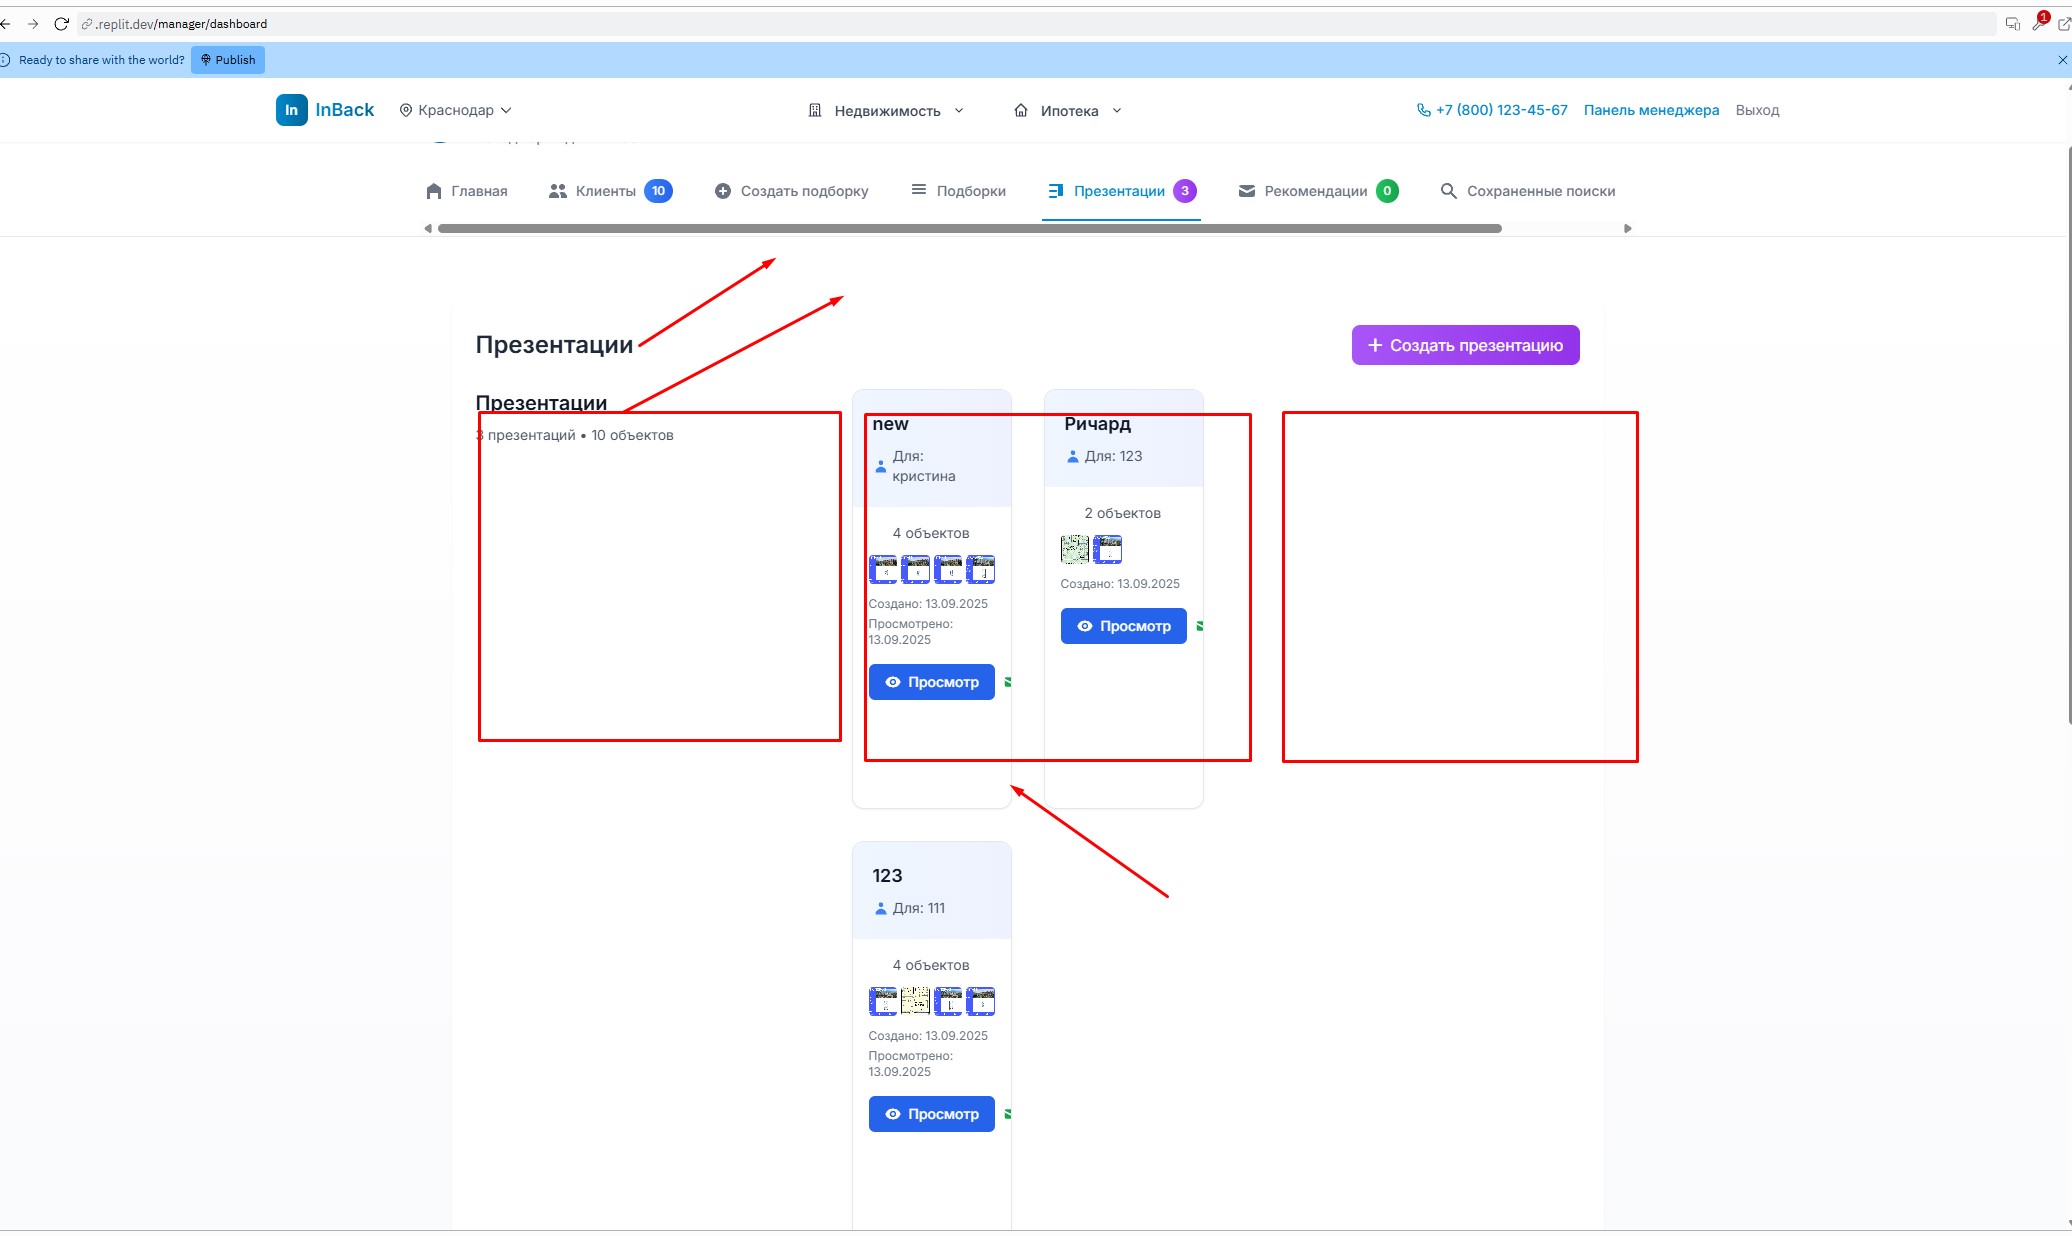 .replit.dev/manager/dashboard
1
Ready to share with the world? Publish
In InBack Краснодар Недвижимость Ипотека +7 (800) 123-45-67 Панель менеджера Выход
Главная Клиенты 10 Создать подборку Подборки Презентации 3 Рекомендации 0 Сохраненные поиски
Презентации
+ Создать презентацию
Презентации
3 презентаций • 10 объектов
new
Для:
кристина
4 объектов
Создано: 13.09.2025
Просмотрено:
13.09.2025
Просмотр
Ричард
Для: 123
2 объектов
Создано: 13.09.2025
Просмотр
123
Для: 111
4 объектов
Создано: 13.09.2025
Просмотрено:
13.09.2025
Просмотр